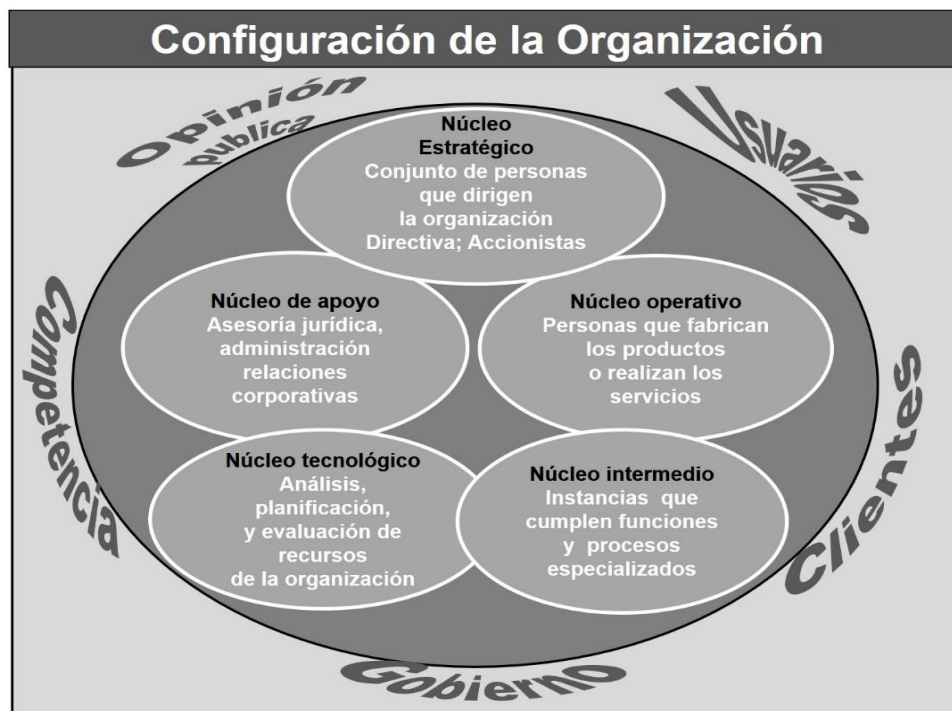 Configuración de la Organización
Opinión
publica
Usuarios
Núcleo
Estratégico
Conjunto de personas
que dirigen
la organización
Directiva; Accionistas
Núcleo de apoyo
Asesoría jurídica,
administración
relaciones
corporativas
Núcleo operativo
Personas que fabrican
los productos
o realizan los
servicios
Competencia
Clientes
Núcleo tecnológico
Análisis,
planificación,
y evaluación de
recursos
de la organización
Núcleo intermedio
Instancias que
cumplen funciones
y procesos
especializados
Gobierno